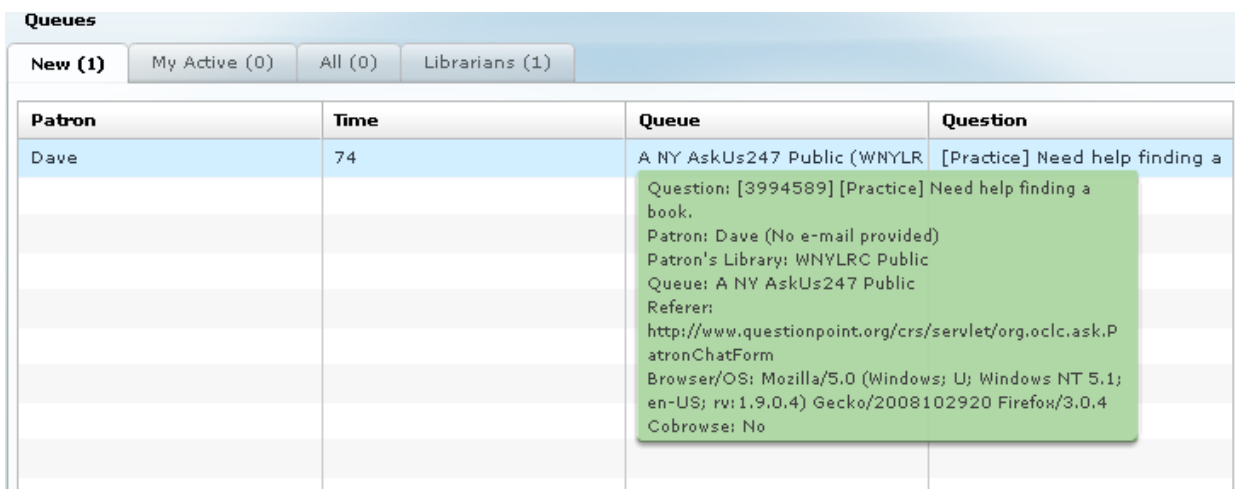 Queues
New (1) My Active (0) All (0) Librarians (1)
Patron Time Queue Question
Dave 74 A NY AskUs247 Public (WNYLR [Practice] Need help finding a
Question: [3994589] [Practice] Need help finding a
book.
Patron: Dave (No e-mail provided)
Patron's Library: WNYLRC Public
Queue: A NY AskUs247 Public
Referer:
http://www.questionpoint.org/crs/servlet/org.oclc.ask.P
atronChatForm
Browser/OS: Mozilla/5.0 (Windows; U; Windows NT 5.1;
en-US; rv:1.9.0.4) Gecko/2008102920 Firefox/3.0.4
Cobrowse: No